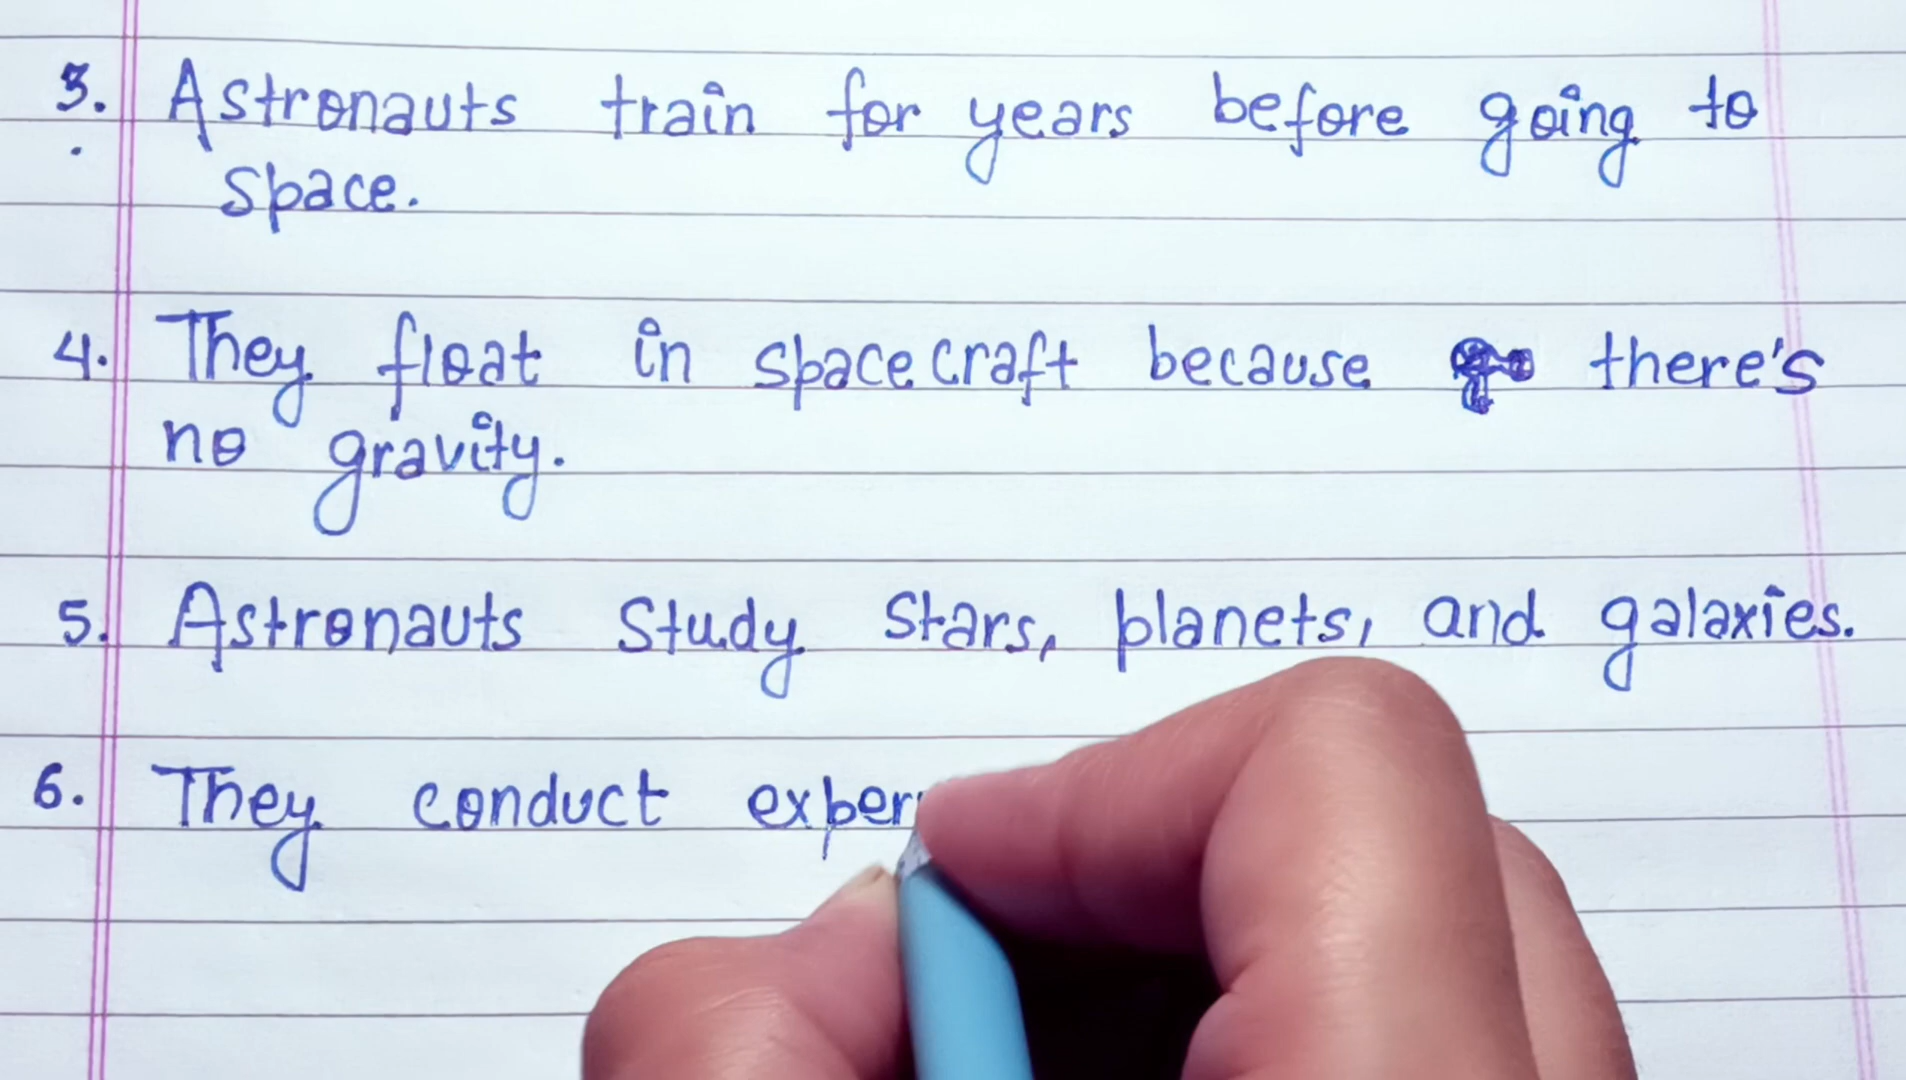 3. Astronauts train for years before going to
space.
4. They float in spacecraft because there's
no gravity.
5. Astronauts study stars, planets, and galaxies.
6. They conduct exper